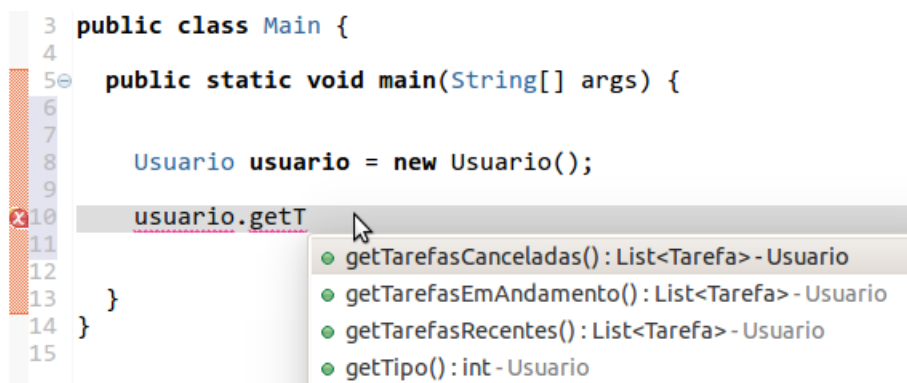 3 public class Main {
4
5 public static void main(String[] args) {
6
7
8 Usuario usuario = new Usuario();
9
10 usuario.getT
11 getTarefasCanceladas() : List<Tarefa> - Usuario
12
13 } getTarefasEmAndamento() : List<Tarefa> - Usuario
14 } getTarefasRecentes() : List<Tarefa> - Usuario
15 getTipo() : int - Usuario